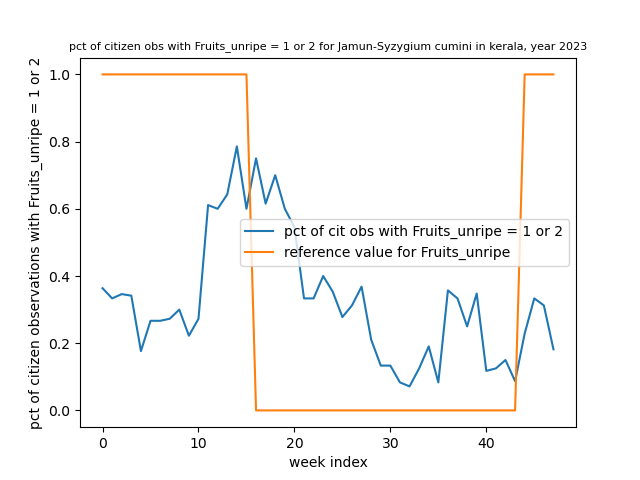 pct of citizen obs with Fruits_unripe = 1 or 2 for Jamun-Syzygium cumini in kerala, year 2023
pct of citizen observations with Fruits_unripe = 1 or 2
1.0
0.8
0.6
0.4
0.2
0.0
pct of cit obs with Fruits_unripe = 1 or 2
reference value for Fruits_unripe
0 10 20 30 40
week index